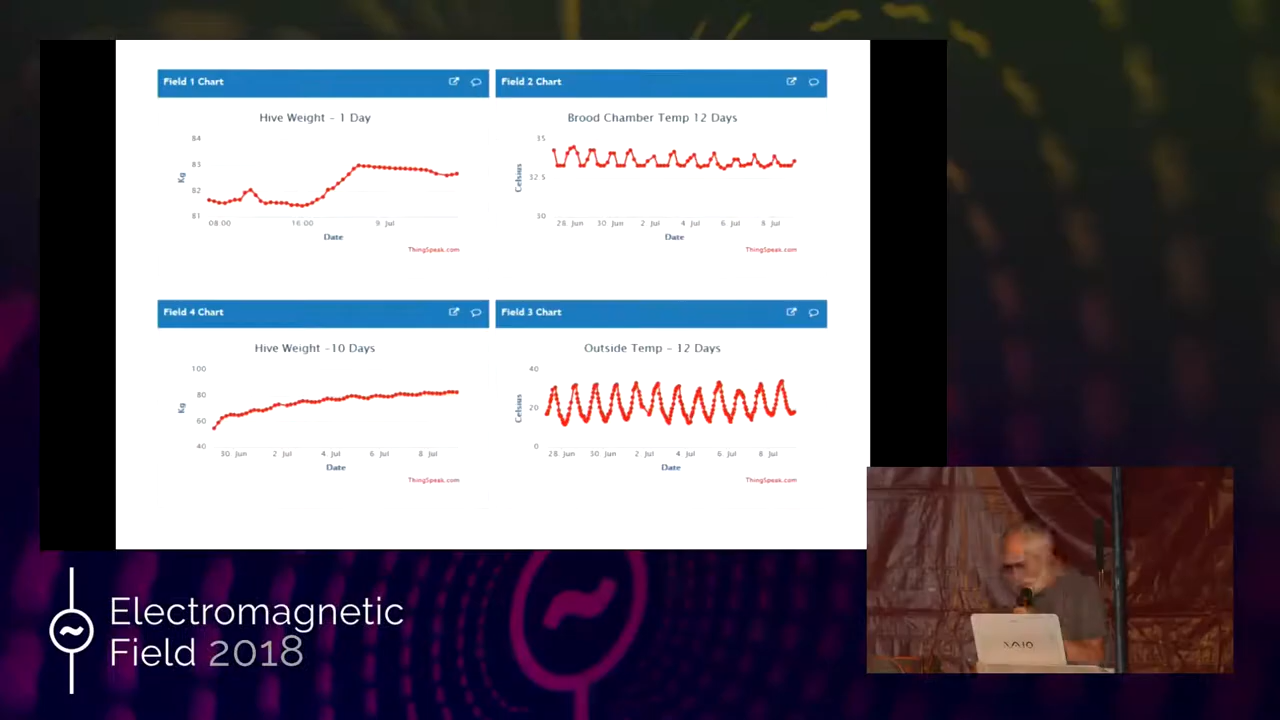 Field 1 Chart
Hive Weight - 1 Day
84
83
82
81
Kg
08:00
16:00
9 Jul
Date
ThingSpeak.com
Field 2 Chart
Brood Chamber Temp 12 Days
35
32.5
30
Celsius
28 Jun
30 Jun
2 Jul
4 Jul
6 Jul
8 Jul
Date
ThingSpeak.com
Field 4 Chart
Hive Weight -10 Days
100
80
60
40
Kg
30 Jun
2 Jul
4 Jul
6 Jul
8 Jul
Date
ThingSpeak.com
Field 3 Chart
Outside Temp - 12 Days
40
20
0
Celsius
28 Jun
30 Jun
2 Jul
4 Jul
6 Jul
8 Jul
Date
ThingSpeak.com
Electromagnetic
Field 2018
VAIO